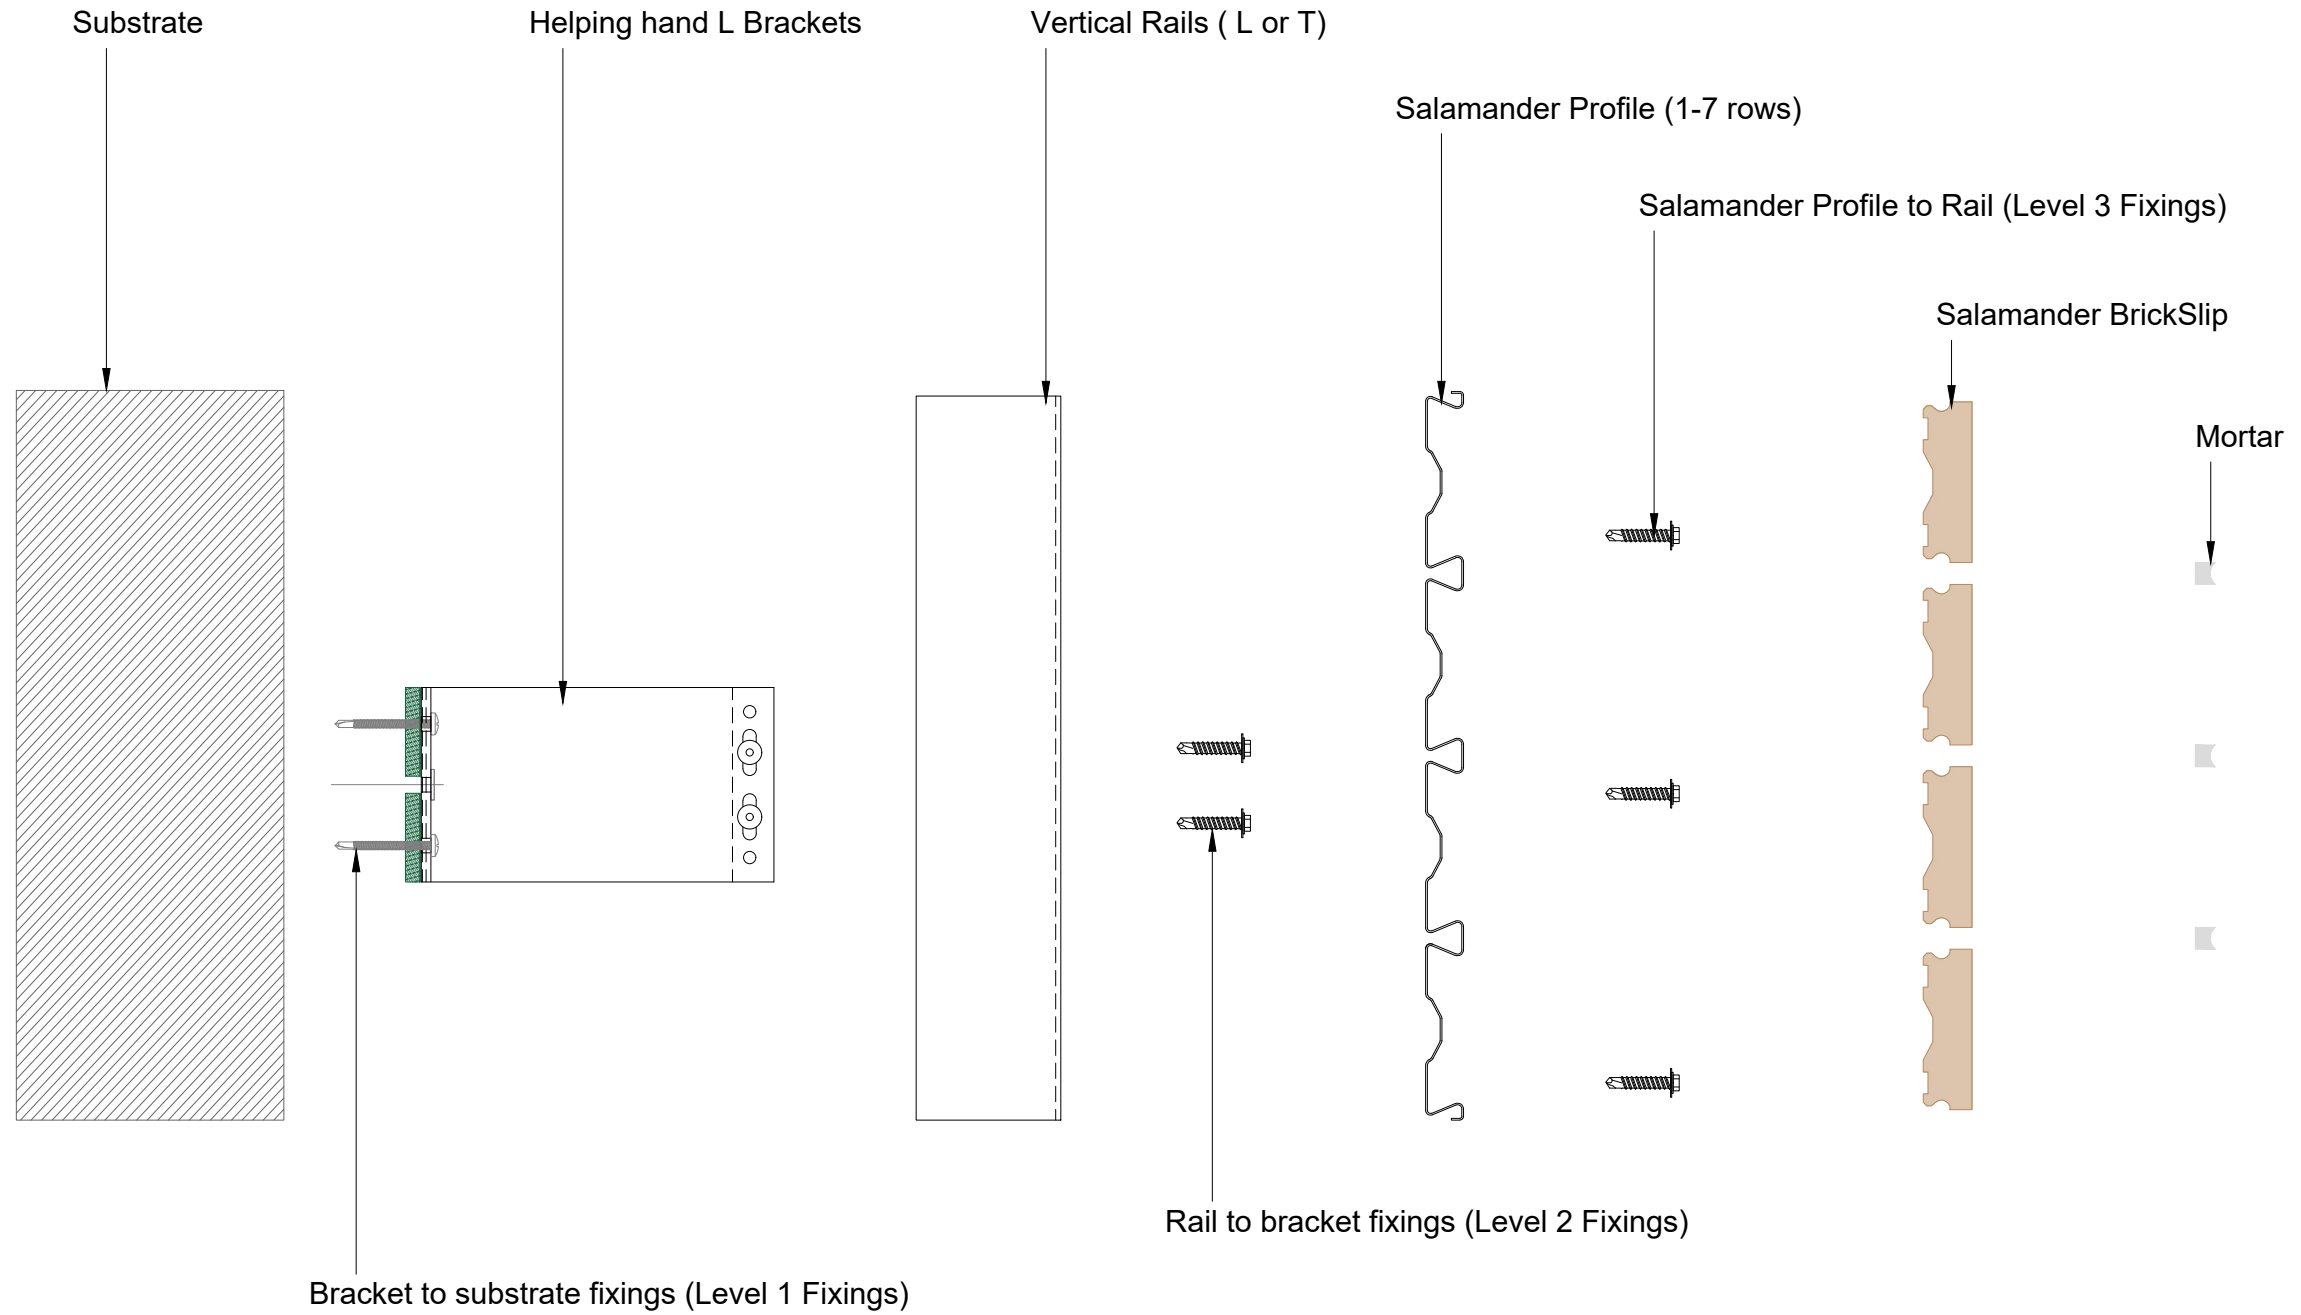 Substrate
Helping hand L Brackets
Vertical Rails ( L or T)
Salamander Profile (1-7 rows)
Salamander Profile to Rail (Level 3 Fixings)
Salamander BrickSlip
Mortar
Rail to bracket fixings (Level 2 Fixings)
Bracket to substrate fixings (Level 1 Fixings)